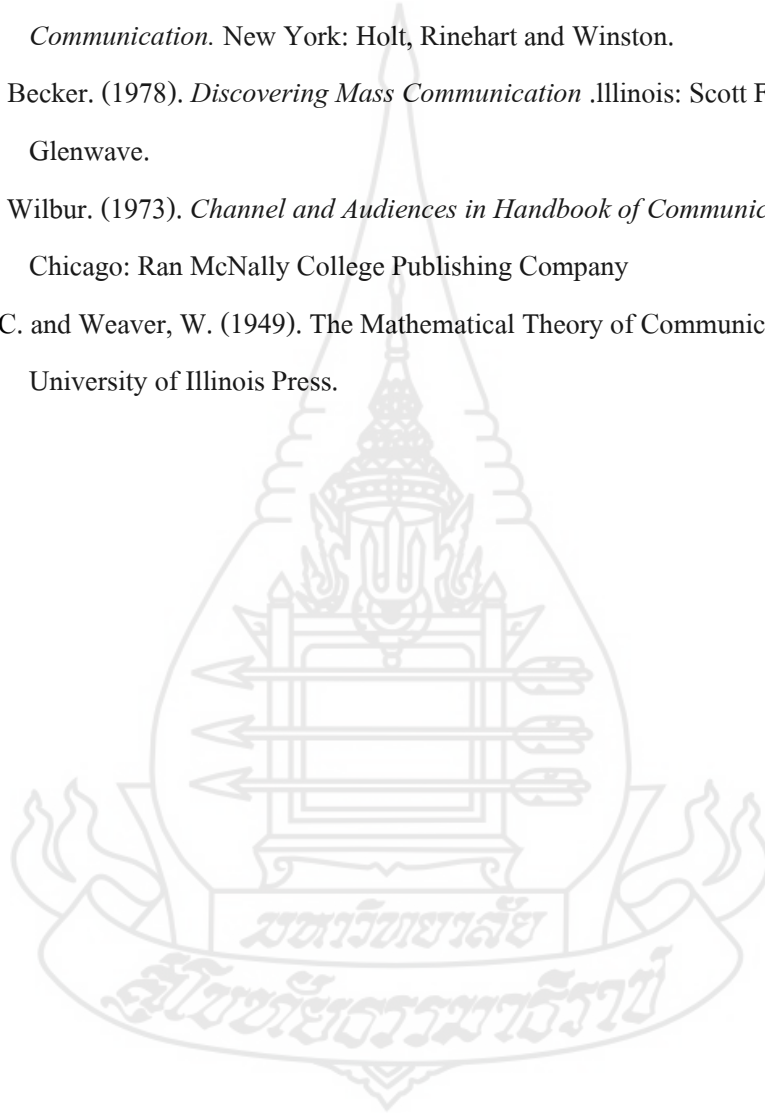 Communication. New York: Holt, Rinehart and Winston.
Becker. (1978). Discovering Mass Communication .lllinois: Scott F
Glenwave.
Wilbur. (1973). Channel and Audiences in Handbook of Communic
Chicago: Ran McNally College Publishing Company
C. and Weaver, W. (1949). The Mathematical Theory of Communic
University of Illinois Press.
มหาวิทยาลัย
สุโขทัยธรรมาธิราช